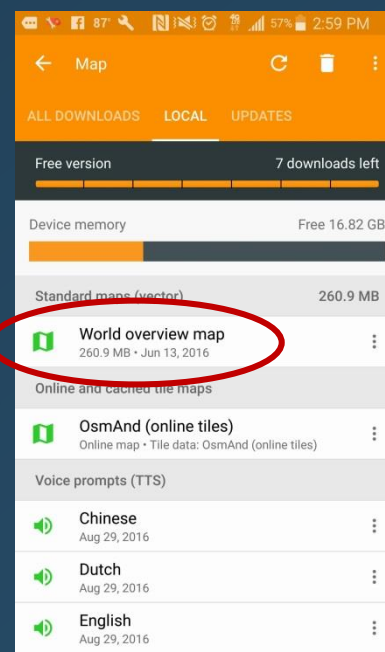 87° 57% 2:59 PM
Map
ALL DOWNLOADS LOCAL UPDATES
Free version 7 downloads left
Device memory Free 16.82 GB
Standard maps (vector) 260.9 MB
World overview map
260.9 MB • Jun 13, 2016
Online and cached tile maps
OsmAnd (online tiles)
Online map • Tile data: OsmAnd (online tiles)
Voice prompts (TTS)
Chinese
Aug 29, 2016
Dutch
Aug 29, 2016
English
Aug 29, 2016